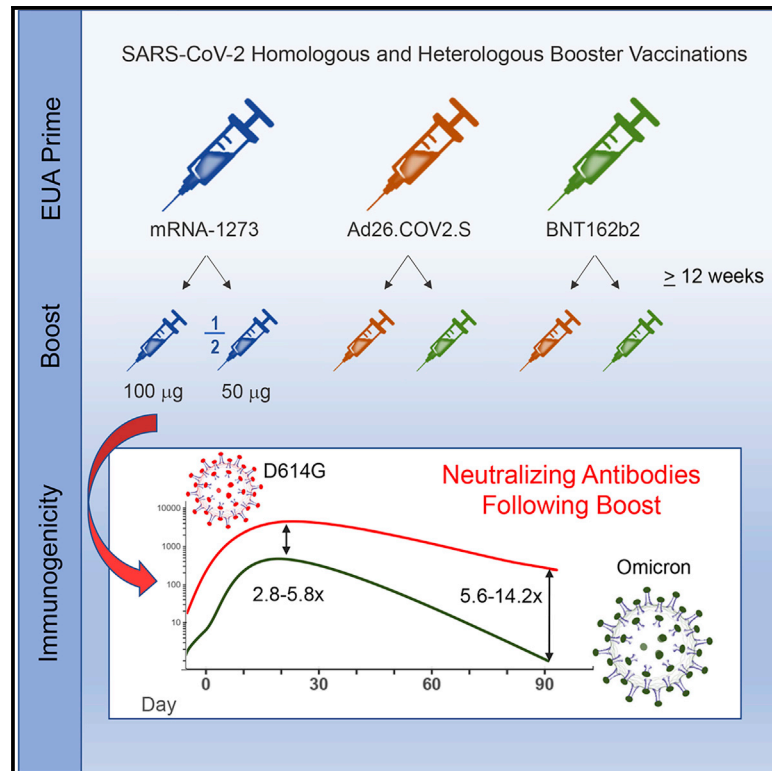 SARS-CoV-2 Homologous and Heterologous Booster Vaccinations
EUA Prime
mRNA-1273
Ad26.COV2.S
BNT162b2
≥ 12 weeks
Boost
1
2
100 µg
50 µg
Immunogenicity
D614G
Neutralizing Antibodies
Following Boost
10000
1000
100
10
2.8-5.8x
5.6-14.2x
Omicron
0
30
60
90
Day